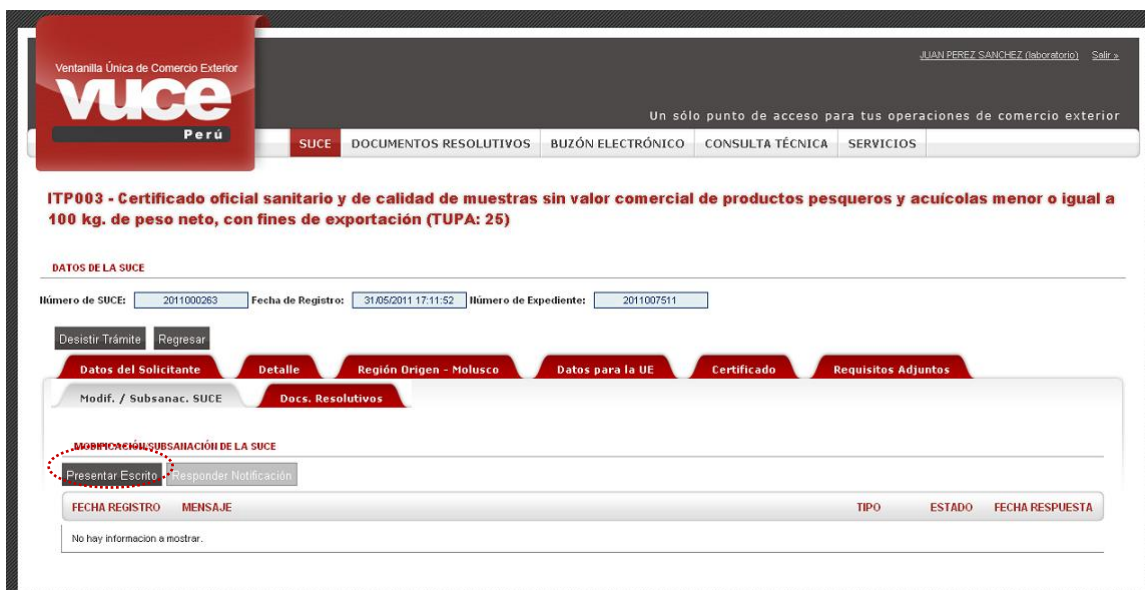 JUAN PEREZ SANCHEZ (laboratorio) Salir »
Ventanilla Única de Comercio Exterior
vuce
Perú
Un sólo punto de acceso para tus operaciones de comercio exterior
SUCE DOCUMENTOS RESOLUTIVOS BUZÓN ELECTRÓNICO CONSULTA TÉCNICA SERVICIOS
ITP003 - Certificado oficial sanitario y de calidad de muestras sin valor comercial de productos pesqueros y acuícolas menor o igual a
100 kg. de peso neto, con fines de exportación (TUPA: 25)
DATOS DE LA SUCE
Número de SUCE: 2011000263 Fecha de Registro: 31/05/2011 17:11:52 Número de Expediente: 2011007511
Desistir Trámite Regresar
Datos del Solicitante Detalle Región Origen - Molusco Datos para la UE Certificado Requisitos Adjuntos
Modif. / Subsanac. SUCE Docs. Resolutivos
MODIFICACIÓN/SUBSANACIÓN DE LA SUCE
Presentar Escrito Responder Notificación
FECHA REGISTRO MENSAJE TIPO ESTADO FECHA RESPUESTA
No hay informacion a mostrar.